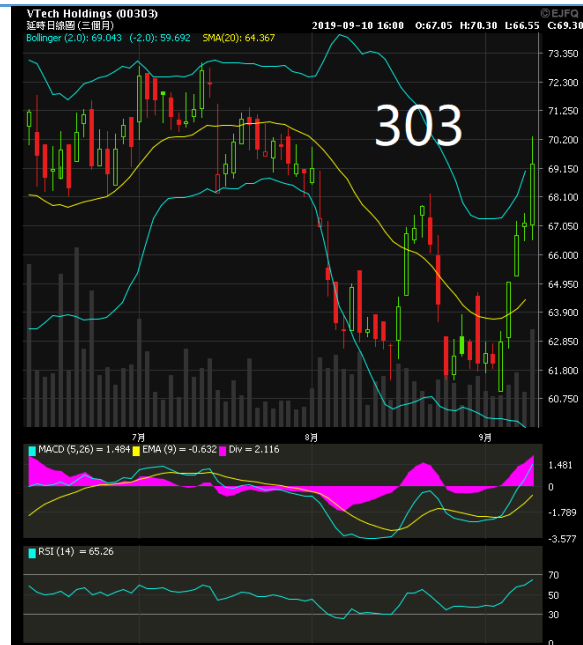 VTech Holdings (00303)
©EJFQ
延時日線圖 (三個月)
2019-09-10 16:00 O:67.05 H:70.30 L:66.55 C:69.30
Bollinger (2.0): 69.043 (-2.0): 59.692 SMA(20): 64.367
73.350
72.300
303
71.250
70.200
69.150
68.100
67.050
66.000
64.950
63.900
62.850
61.800
60.750
7月
8月
9月
MACD (5,26) = 1.484 EMA (9) = -0.632 Div = 2.116
1.481
0
-1.789
-3.577
RSI (14) = 65.26
70
50
30
0